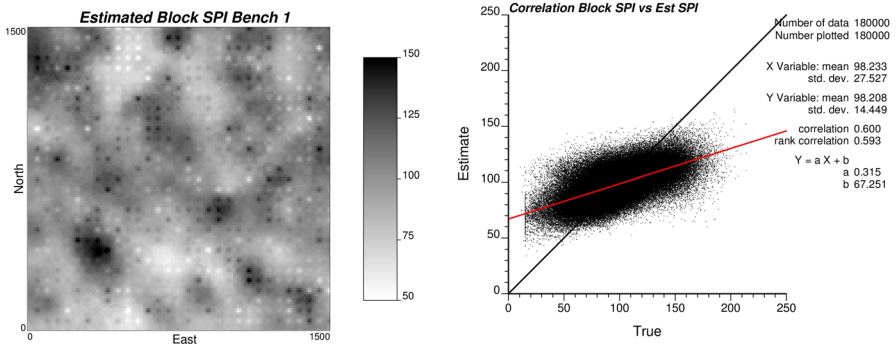 Estimated Block SPI Bench 1
1500
North
0
0
East
1500
150
125
100
75
50
Correlation Block SPI vs Est SPI
250
200
150
100
50
0
Estimate
0
50
100
150
200
250
True
Number of data 180000
Number plotted 180000
X Variable: mean 98.233
std. dev. 27.527
Y Variable: mean 98.208
std. dev. 14.449
correlation 0.600
rank correlation 0.593
Y = a X + b
a 0.315
b 67.251